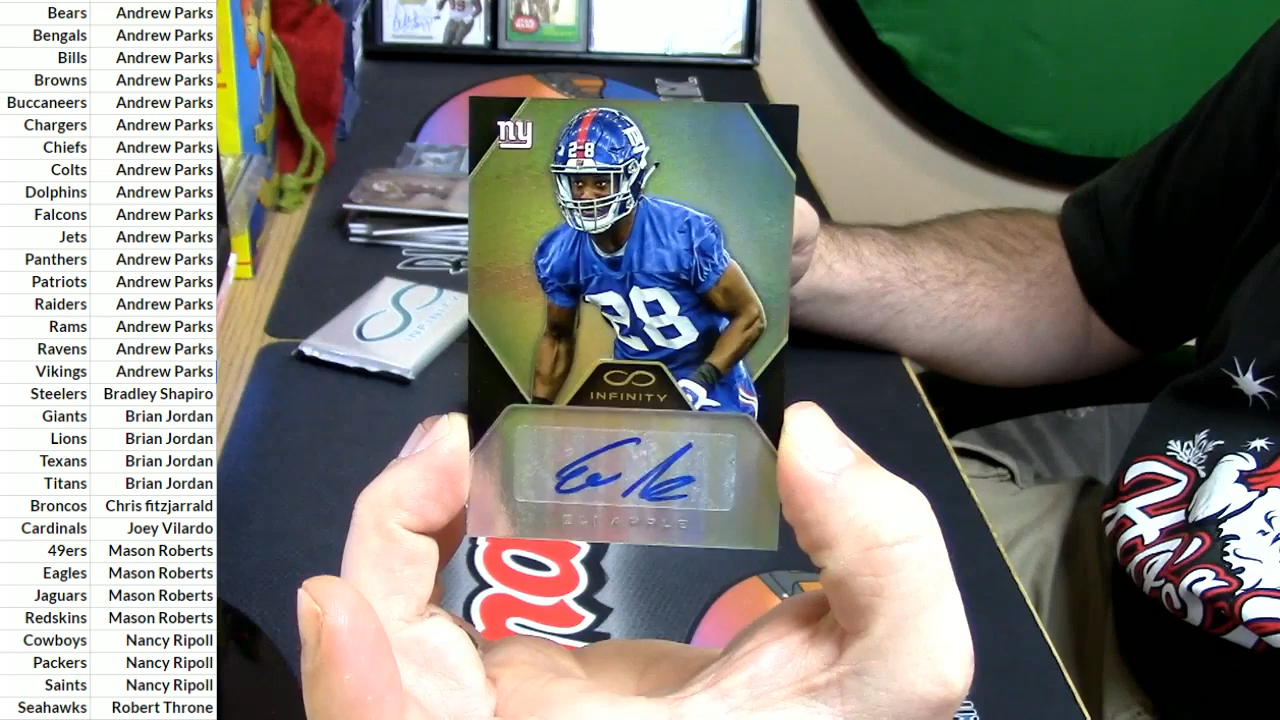 Bears Andrew Parks
Bengals Andrew Parks
Bills Andrew Parks
Browns Andrew Parks
Buccaneers Andrew Parks
Chargers Andrew Parks
Chiefs Andrew Parks
Colts Andrew Parks
Dolphins Andrew Parks
Falcons Andrew Parks
Jets Andrew Parks
Panthers Andrew Parks
Patriots Andrew Parks
Raiders Andrew Parks
Rams Andrew Parks
Ravens Andrew Parks
Vikings Andrew Parks
Steelers Bradley Shapiro
Giants Brian Jordan
Lions Brian Jordan
Texans Brian Jordan
Titans Brian Jordan
Broncos Chris fitzjarrald
Cardinals Joey Vilardo
49ers Mason Roberts
Eagles Mason Roberts
Jaguars Mason Roberts
Redskins Mason Roberts
Cowboys Nancy Ripoll
Packers Nancy Ripoll
Saints Nancy Ripoll
Seahawks Robert Throne
STAR WARS
ny
28
ny
28
INFINITY
ELI APPLE
INFINITY